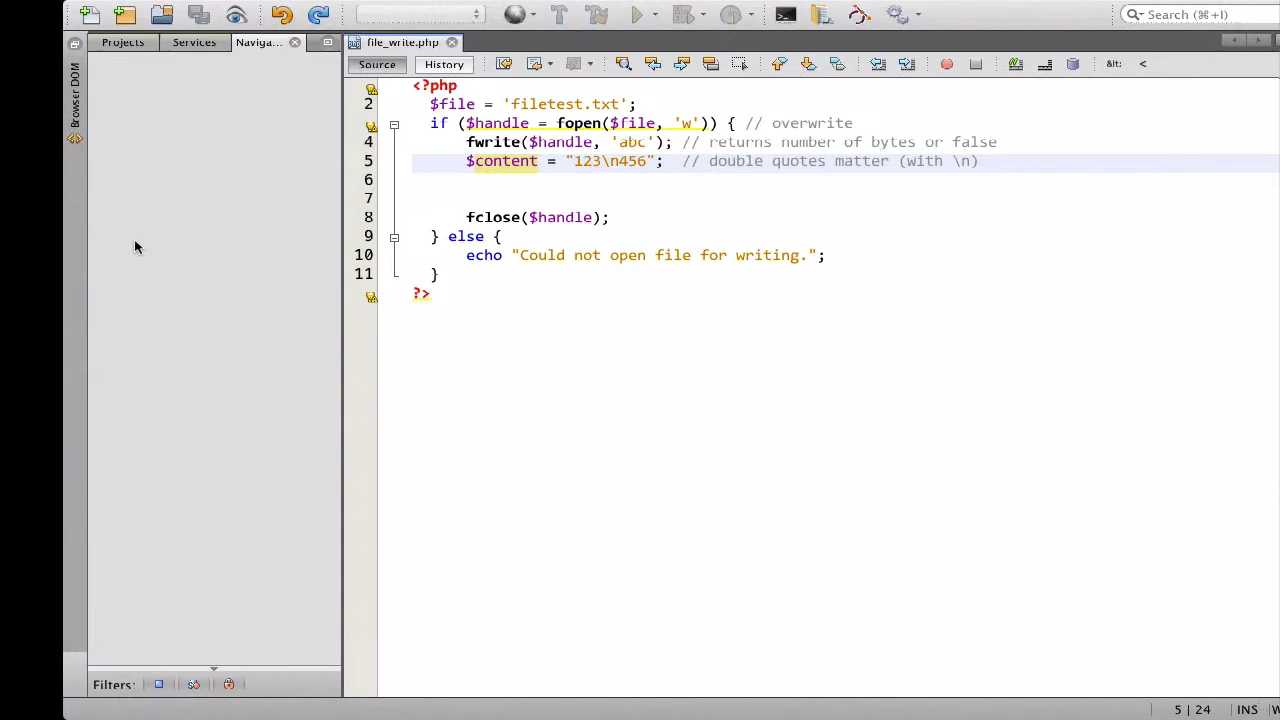 Search (⌘+I)
Projects
Services
Naviga...
file_write.php
Browser DOM
Source
History
&lt:
<
<?php
2 $file = 'filetest.txt';
if ($handle = fopen($file, 'w')) { // overwrite
4 fwrite($handle, 'abc'); // returns number of bytes or false
5 $content = "123\n456"; // double quotes matter (with \n)
6
7
8 fclose($handle);
9 } else {
10 echo "Could not open file for writing.";
11 }
?>
Filters:
5 | 24
INS